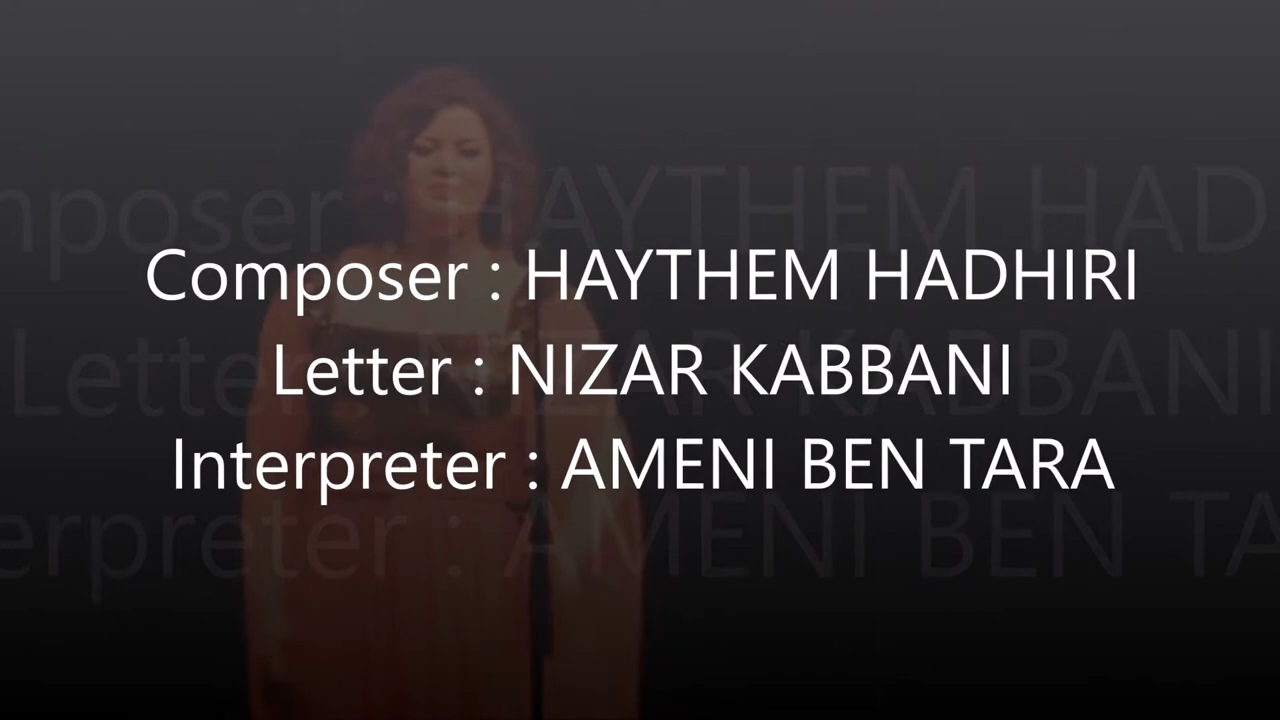 Composer : HAYTHEM HADHIRI
Letter : NIZAR KABBANI
Interpreter : AMENI BEN TARA